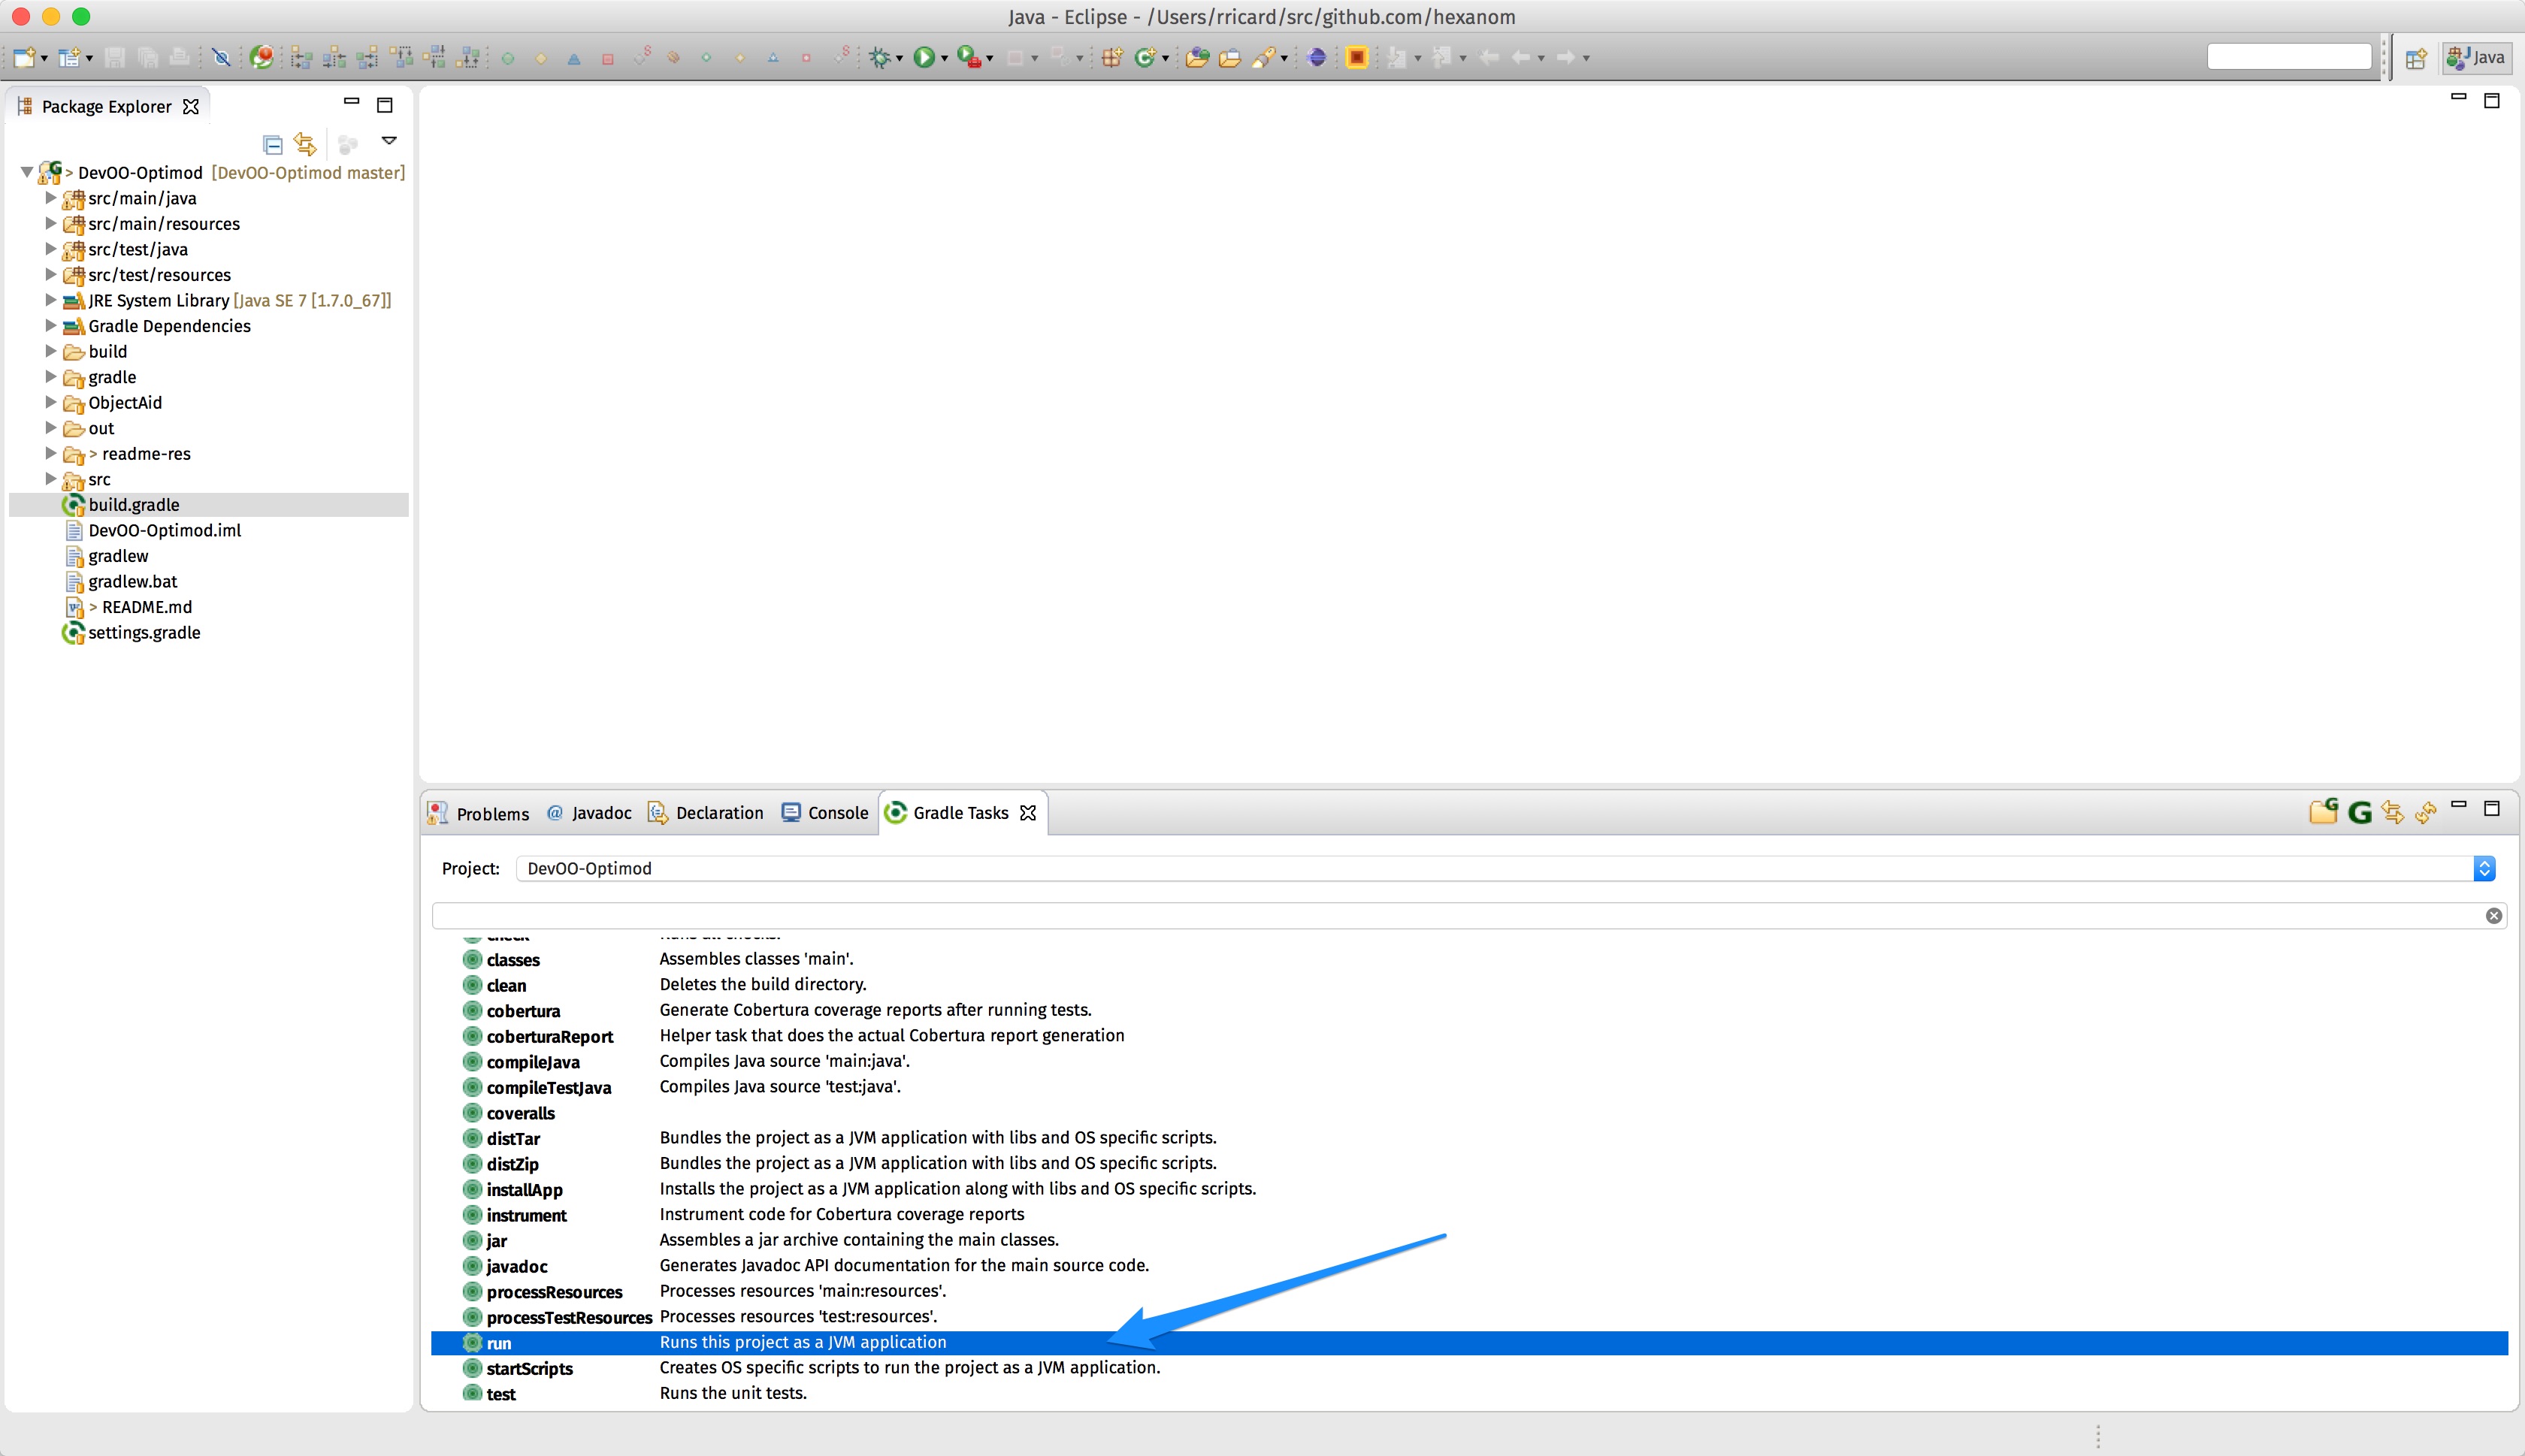 Java - Eclipse - /Users/rricard/src/github.com/hexanom
Java
Package Explorer
> DevOO-Optimod [DevOO-Optimod master]
src/main/java
src/main/resources
src/test/java
src/test/resources
JRE System Library [Java SE 7 [1.7.0_67]]
Gradle Dependencies
build
gradle
ObjectAid
out
> readme-res
src
build.gradle
DevOO-Optimod.iml
gradlew
gradlew.bat
> README.md
settings.gradle
Problems @ Javadoc Declaration Console Gradle Tasks
Project: DevOO-Optimod
check Runs all checks.
classes Assembles classes 'main'.
clean Deletes the build directory.
cobertura Generate Cobertura coverage reports after running tests.
coberturaReport Helper task that does the actual Cobertura report generation
compileJava Compiles Java source 'main:java'.
compileTestJava Compiles Java source 'test:java'.
coveralls
distTar Bundles the project as a JVM application with libs and OS specific scripts.
distZip Bundles the project as a JVM application with libs and OS specific scripts.
installApp Installs the project as a JVM application along with libs and OS specific scripts.
instrument Instrument code for Cobertura coverage reports
jar Assembles a jar archive containing the main classes.
javadoc Generates Javadoc API documentation for the main source code.
processResources Processes resources 'main:resources'.
processTestResources Processes resources 'test:resources'.
run Runs this project as a JVM application
startScripts Creates OS specific scripts to run the project as a JVM application.
test Runs the unit tests.